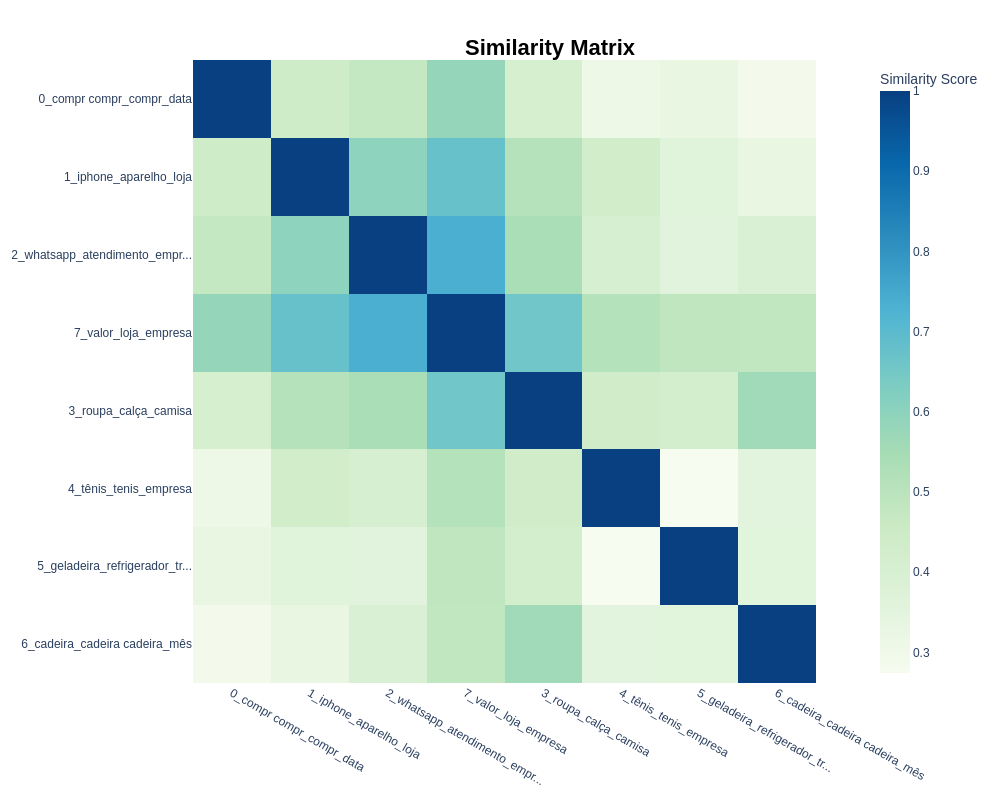 Similarity Matrix
Similarity Score
0_compr compr_compr_data
1_iphone_aparelho_loja
2_whatsapp_atendimento_empr...
7_valor_loja_empresa
3_roupa_calça_camisa
4_tênis_tenis_empresa
5_geladeira_refrigerador_tr...
6_cadeira_cadeira cadeira_mês
1
0.9
0.8
0.7
0.6
0.5
0.4
0.3
0_compr compr_compr_data
1_iphone_aparelho_loja
2_whatsapp_atendimento_empr...
7_valor_loja_empresa
3_roupa_calça_camisa
4_tênis_tenis_empresa
5_geladeira_refrigerador_tr...
6_cadeira_cadeira cadeira_mês